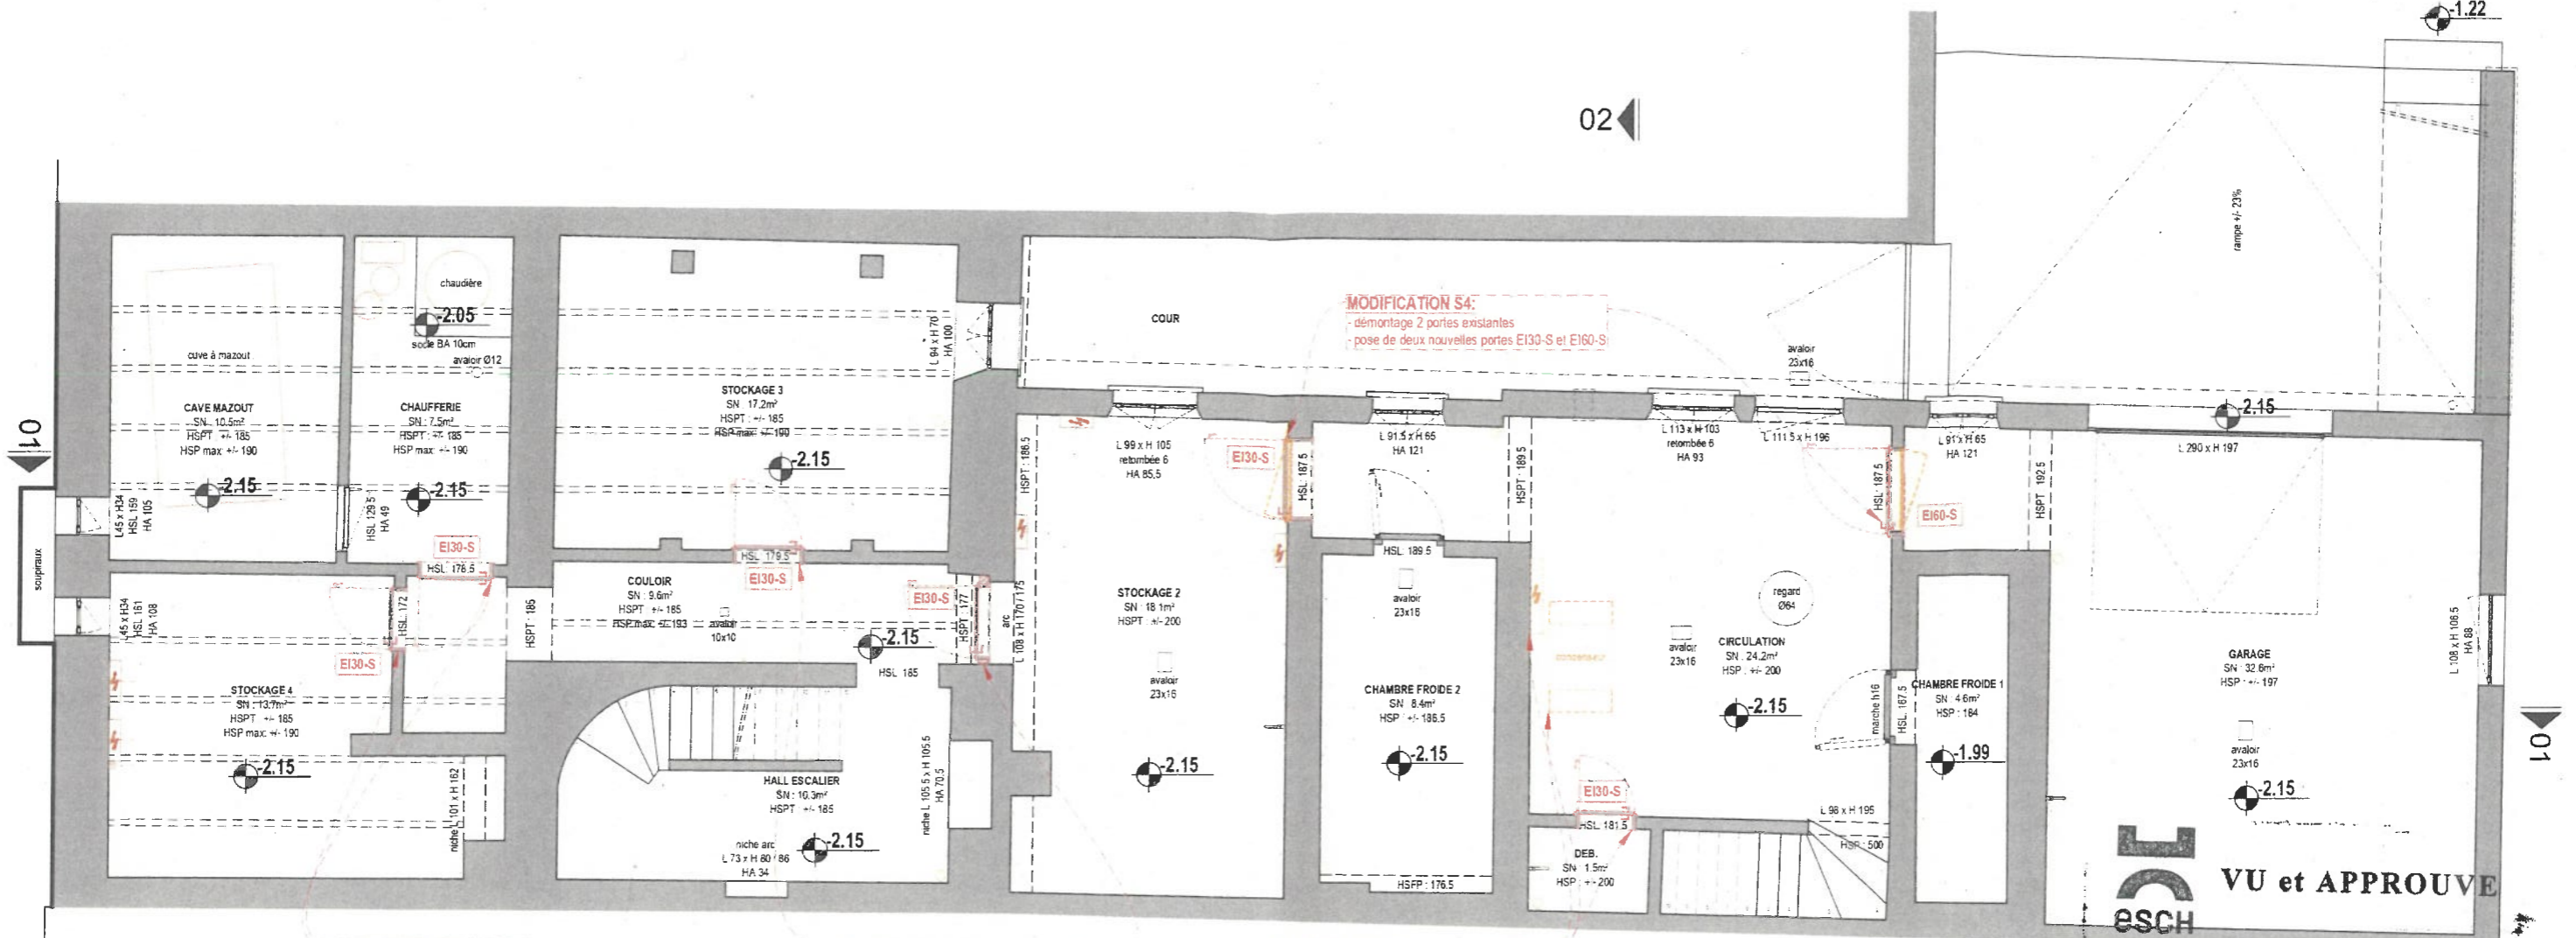 -1.22
02
rampe +/- 23%
chaudière
-2.05
socle BA 10cm
avaloir Ø12
cuve à mazout
CAVE MAZOUT
SN : 10.5m²
HSPT : +/- 185
HSP max: +/- 190
-2.15
CHAUFFERIE
SN : 7.5m²
HSPT : +/- 185
HSP max: +/- 190
-2.15
HSL 129.5
HA 49
STOCKAGE 3
SN : 17.2m²
HSPT : +/- 185
HSP max: +/- 190
-2.15
L 94 x H 70
HA 100
COUR
MODIFICATION S4:
- démontage 2 portes existantes
- pose de deux nouvelles portes EI30-S et EI60-S
avaloir
23x16
-2.15
01
soupiraux
L45 x H34
HSL 159
HA 105
L45 x H34
HSL 161
HA 108
EI30-S
HSL: 178.5
HSL: 172
EI30-S
STOCKAGE 4
SN : 13.7m²
HSPT : +/- 185
HSP max: +/- 190
-2.15
niche L 101 x H 162
HSPT : 185
COULOIR
SN : 9.6m²
HSPT : +/- 185
HSP max: +/- 193
avaloir
10x10
-2.15
HSL: 179.5
EI30-S
EI30-S
HSPT : 177
arc
L 108 x H 170 / 175
HSL 185
HALL ESCALIER
SN : 10.3m²
HSPT : +/- 185
-2.15
niche arc
L 73 x H 80 / 86
HA 34
niche L 105.5 x H 105.5
HA 70.5
HSPT : 186.5
L 99 x H 105
retombée 6
HA 85.5
EI30-S
HSL: 187.5
STOCKAGE 2
SN : 18.1m²
HSPT : +/- 200
avaloir
23x16
-2.15
L 91.5 x H 65
HA 121
HSPT : 189.5
HSL: 189.5
avaloir
23x16
CHAMBRE FROIDE 2
SN : 8.4m²
HSP : +/- 186.5
-2.15
HSFP : 176.5
L 113 x H 103
retombée 6
HA 93
L 111.5 x H 196
HSL: 187.5
EI60-S
regard
Ø64
condenseur
avaloir
23x16
CIRCULATION
SN : 24.2m²
HSP : +/- 200
-2.15
EI30-S
HSL: 181.5
DEB.
SN : 1.5m²
HSP : +/- 200
L 98 x H 195
HSP : 500
marche h16
HSL: 167.5
CHAMBRE FROIDE 1
SN : 4.6m²
HSP : 184
-1.99
L 91 x H 65
HA 121
HSPT : 192.5
L 290 x H 197
GARAGE
SN : 32.6m²
HSP : +/- 197
avaloir
23x16
-2.15
L 108 x H 106.5
HA 88
01
VU et APPROUVE
esch